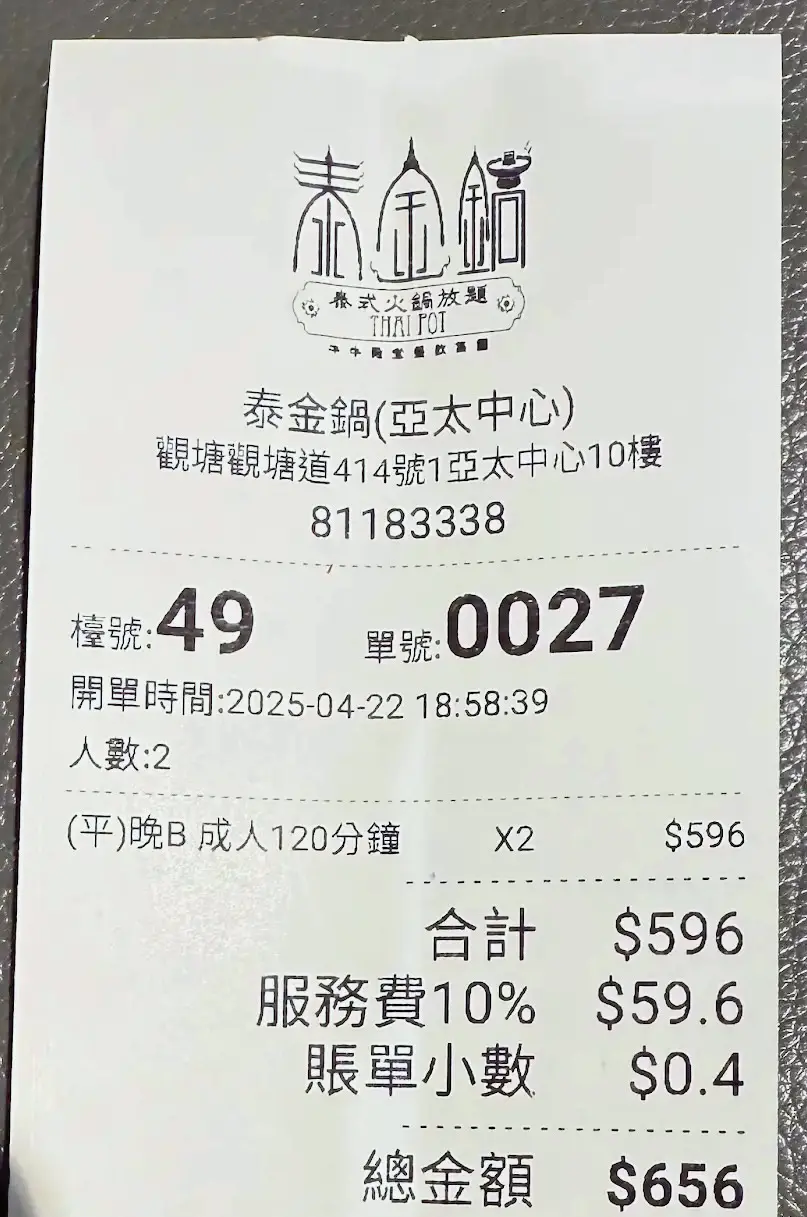 泰金鍋
泰式火鍋放題
THAI POT
泰金鍋(亞太中心)
觀塘觀塘道414號1亞太中心10樓
81183338
檯號:49 單號:0027
開單時間:2025-04-22 18:58:39
人數:2
(平)晚B 成人120分鐘 X2 $596
合計 $596
服務費10% $59.6
賬單小數 $0.4
總金額 $656